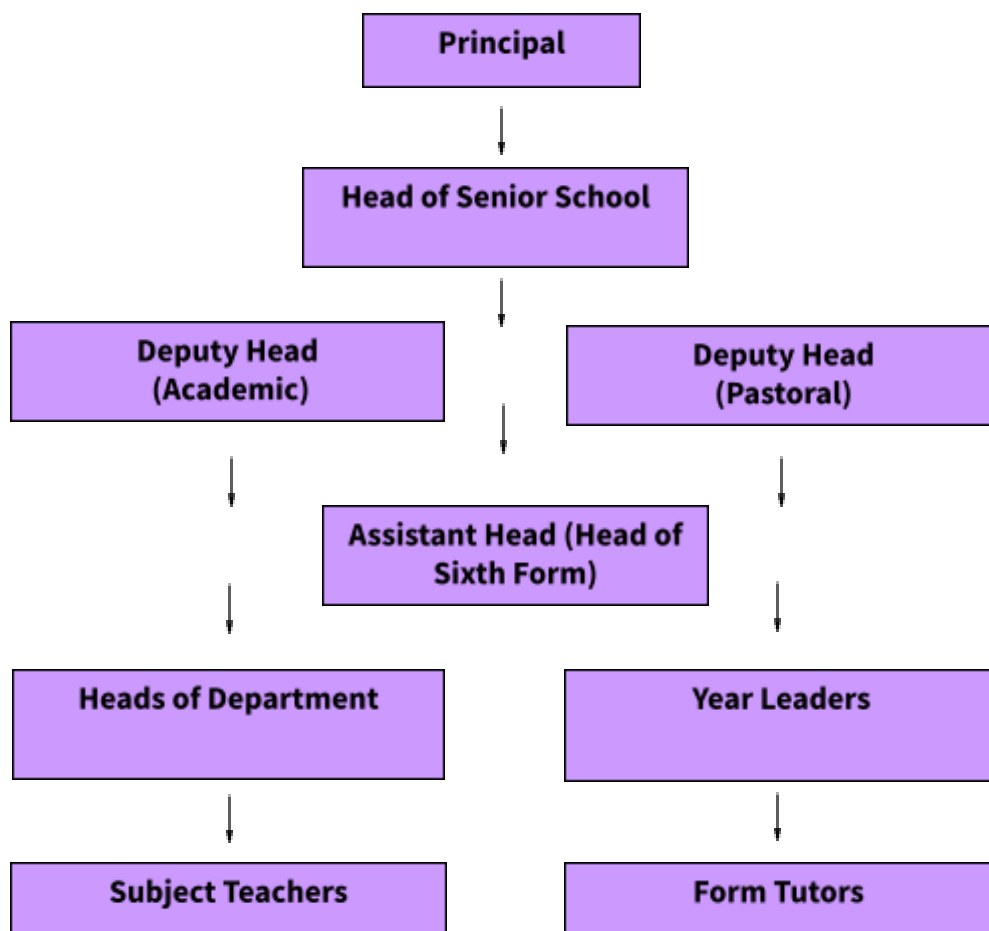 Principal
Head of Senior School
Deputy Head
(Academic)
Deputy Head
(Pastoral)
Assistant Head (Head of
Sixth Form)
Heads of Department
Year Leaders
Subject Teachers
Form Tutors